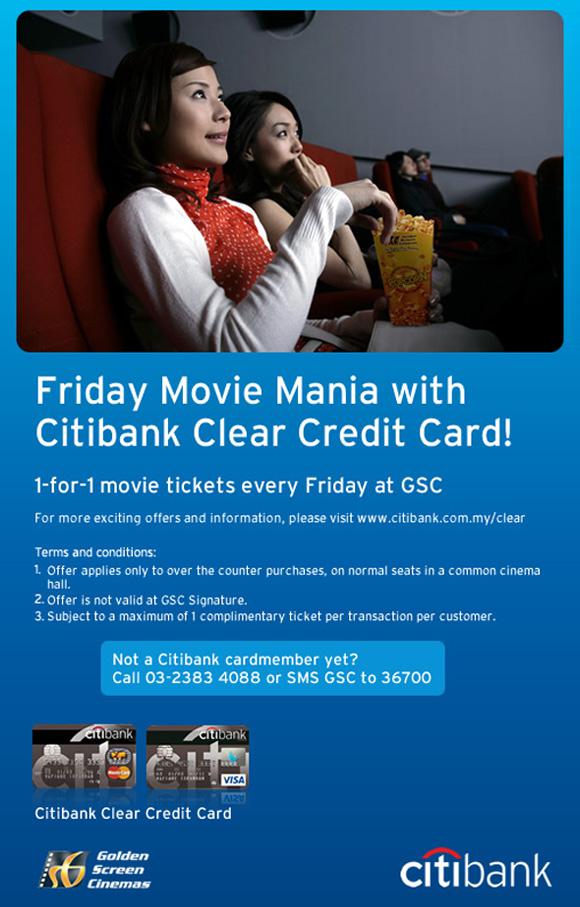 Friday Movie Mania with
Citibank Clear Credit Card!
1-for-1 movie tickets every Friday at GSC
For more exciting offers and information, please visit www.citibank.com.my/clear
Terms and conditions:
1. Offer applies only to over the counter purchases, on normal seats in a common cinema
hall.
2. Offer is not valid at GSC Signature.
3. Subject to a maximum of 1 complimentary ticket per transaction per customer.
Not a Citibank cardmember yet?
Call 03-2383 4088 or SMS GSC to 36700
citibank
MasterCard
citibank
VISA
Citibank Clear Credit Card
Golden
Screen
Cinemas
citibank